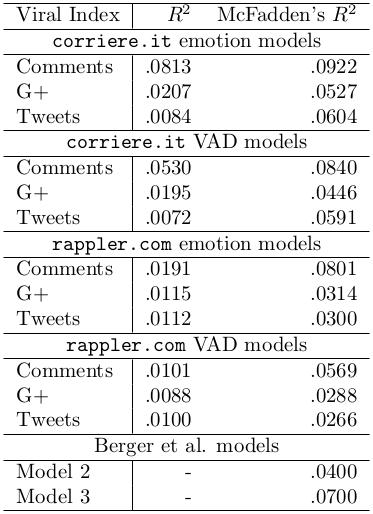 Viral Index R² McFadden's R²
corriere.it emotion models
Comments .0813 .0922
G+ .0207 .0527
Tweets .0084 .0604
corriere.it VAD models
Comments .0530 .0840
G+ .0195 .0446
Tweets .0072 .0591
rappler.com emotion models
Comments .0191 .0801
G+ .0115 .0314
Tweets .0112 .0300
rappler.com VAD models
Comments .0101 .0569
G+ .0088 .0288
Tweets .0100 .0266
Berger et al. models
Model 2 - .0400
Model 3 - .0700